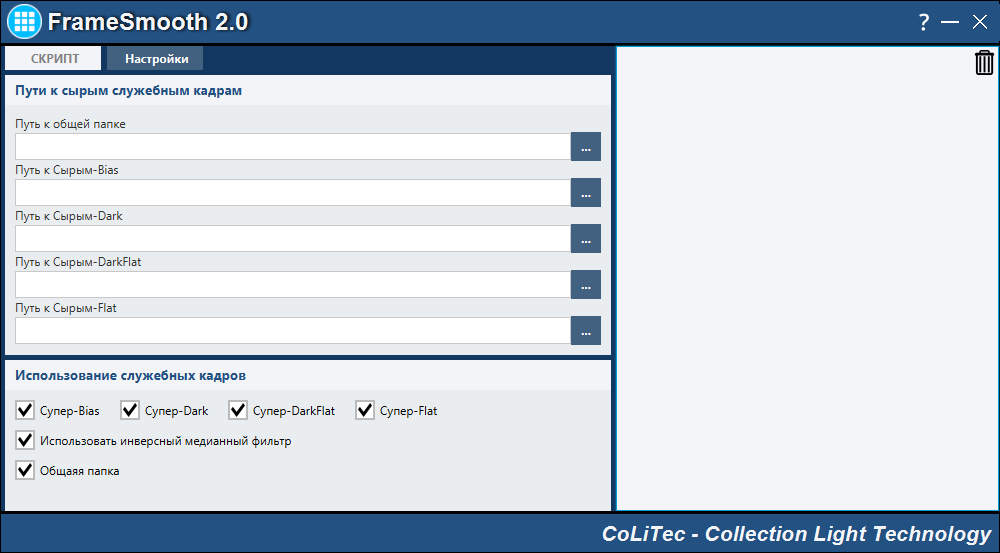 FrameSmooth 2.0
СКРИПТ Настройки
Пути к сырым служебным кадрам
Путь к общей папке
...
Путь к Сырым-Bias
...
Путь к Сырым-Dark
...
Путь к Сырым-DarkFlat
...
Путь к Сырым-Flat
...
Использование служебных кадров
Супер-Bias Супер-Dark Супер-DarkFlat Супер-Flat
Использовать инверсный медианный фильтр
Общаяя папка
CoLiTec - Collection Light Technology